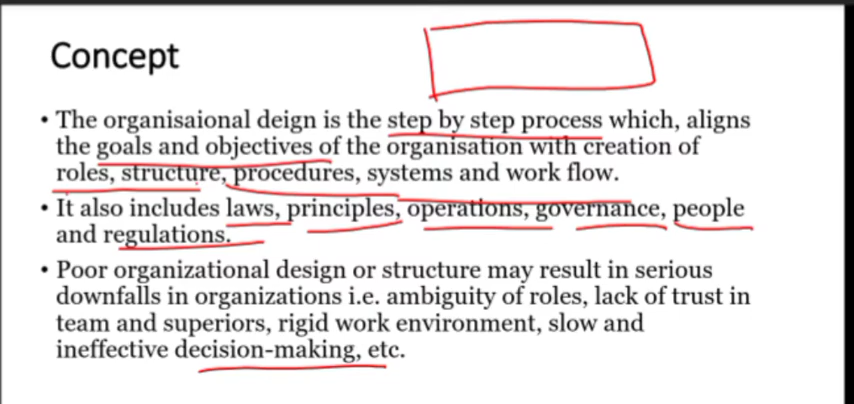 Concept
• The organisaional deign is the step by step process which, aligns
the goals and objectives of the organisation with creation of
roles, structure, procedures, systems and work flow.
• It also includes laws, principles, operations, governance, people
and regulations.
• Poor organizational design or structure may result in serious
downfalls in organizations i.e. ambiguity of roles, lack of trust in
team and superiors, rigid work environment, slow and
ineffective decision-making, etc.